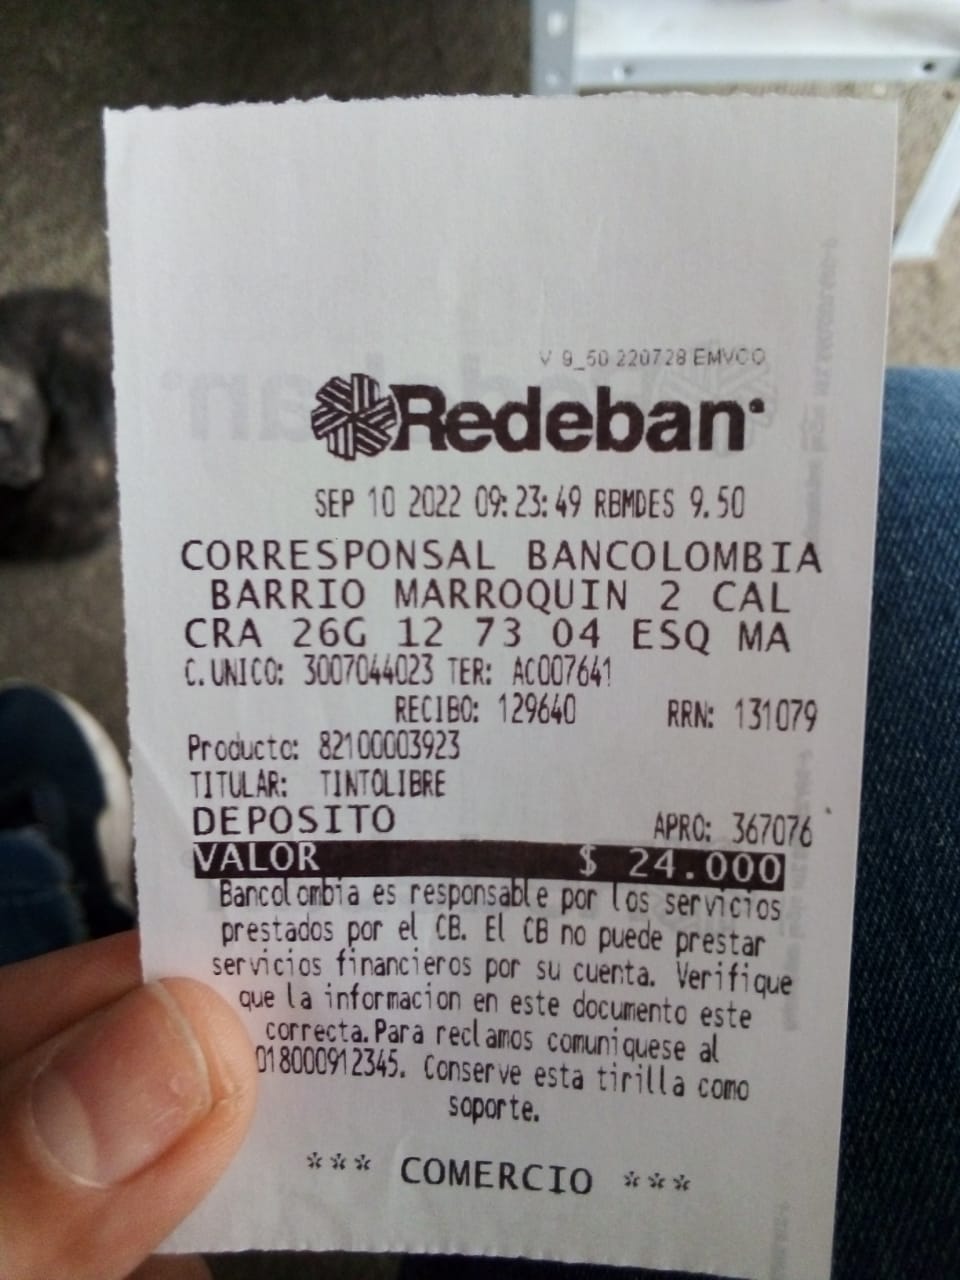 V 9_50 220728 EMVCO
Redeban
SEP 10 2022 09:23:49 RBMDES 9.50
CORRESPONSAL BANCOLOMBIA
BARRIO MARROQUIN 2 CAL
CRA 26G 12 73 04 ESQ MA
C.UNICO: 3007044023 TER: AC007641
RECIBO: 129640 RRN: 131079
Producto: 82100003923
TITULAR: TINTOLIBRE
DEPOSITO APRO: 367076
VALOR $ 24.000
Bancolombia es responsable por los servicios
prestados por el CB. El CB no puede prestar
servicios financieros por su cuenta. Verifique
que la informacion en este documento este
correcta.Para reclamos comuniquese al
018000912345. Conserve esta tirilla como
soporte.
*** COMERCIO ***